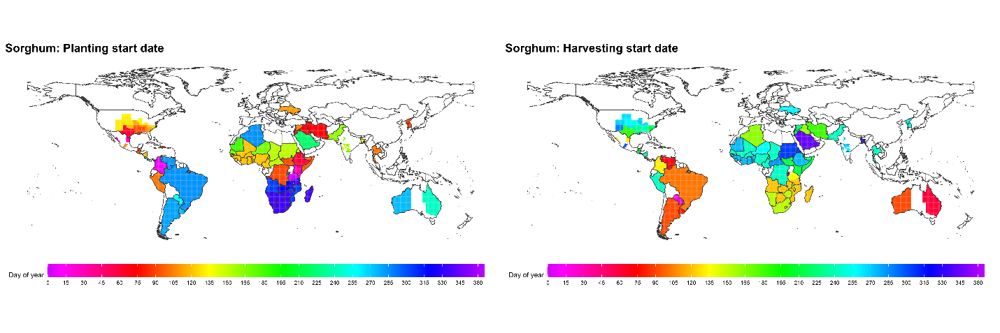 Sorghum: Planting start date
Sorghum: Harvesting start date
Day of year
0 15 30 45 60 75 90 105 120 135 150 165 180 195 210 225 240 255 270 285 300 315 330 345 360
Day of year
0 15 30 45 60 75 90 105 120 135 150 165 180 195 210 225 240 255 270 285 300 315 330 345 360